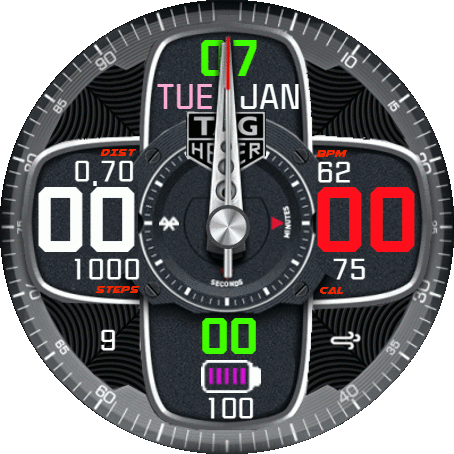 07
TUE JAN
TAG
HEUER
DIST
0.70
BPM
62
00
MINUTES
00
1000
STEPS
SECONDS
75
CAL
9
00
100